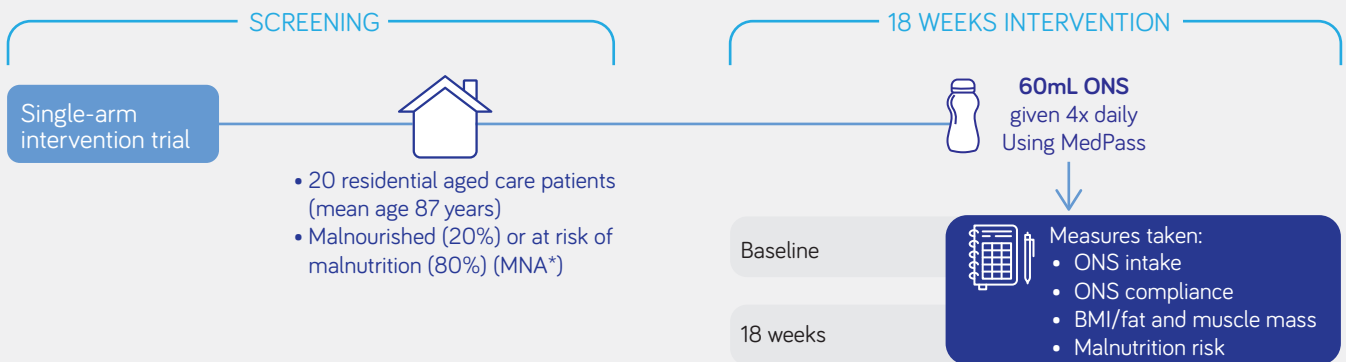 SCREENING
18 WEEKS INTERVENTION
Single-arm
intervention trial
• 20 residential aged care patients
(mean age 87 years)
• Malnourished (20%) or at risk of
malnutrition (80%) (MNA*)
60mL ONS
given 4x daily
Using MedPass
Baseline
18 weeks
Measures taken:
• ONS intake
• ONS compliance
• BMI/fat and muscle mass
• Malnutrition risk